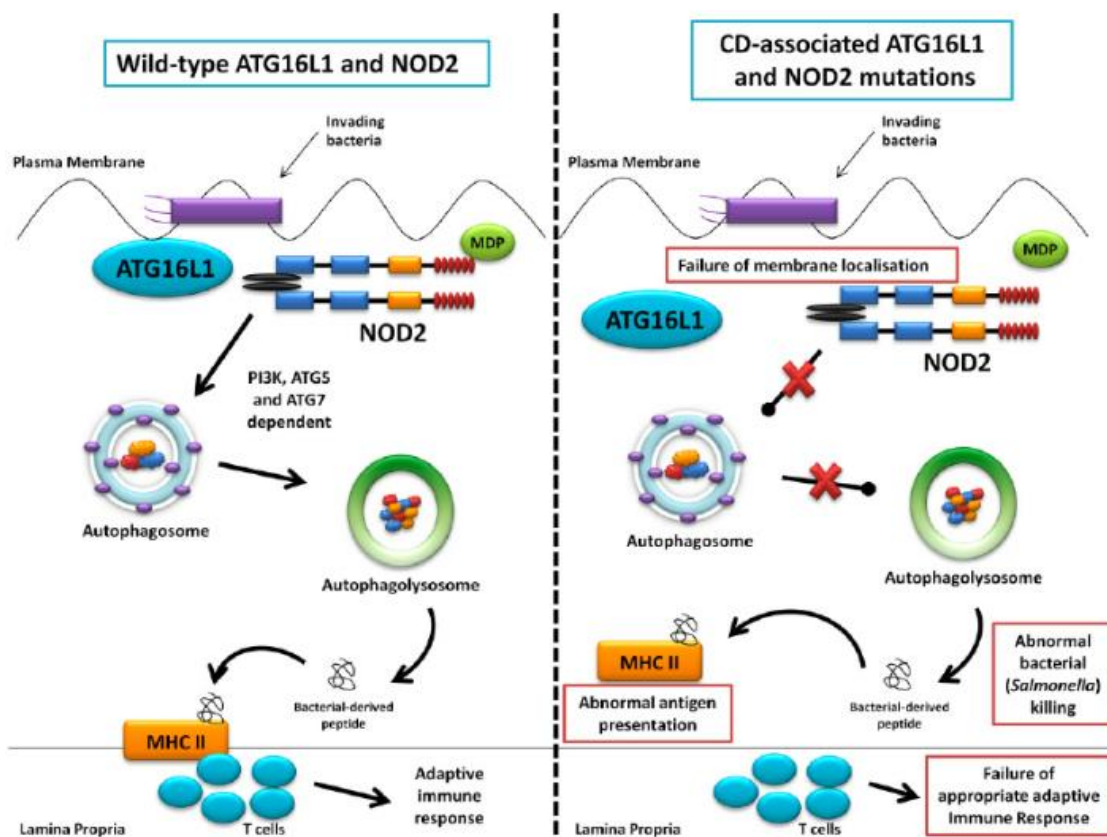 Wild-type ATG16L1 and NOD2
Invading
bacteria
Plasma Membrane
MDP
ATG16L1
NOD2
PI3K, ATG5
and ATG7
dependent
Autophagosome
Autophagolysosome
Bacterial-derived
peptide
MHC II
Adaptive
immune
response
Lamina Propria
T cells
CD-associated ATG16L1
and NOD2 mutations
Invading
bacteria
Plasma Membrane
MDP
Failure of membrane localisation
ATG16L1
NOD2
Autophagosome
Autophagolysosome
MHC II
Abnormal antigen
presentation
Bacterial-derived
peptide
Abnormal
bacterial
(Salmonella)
killing
Failure of
appropriate adaptive
Immune Response
Lamina Propria
T cells